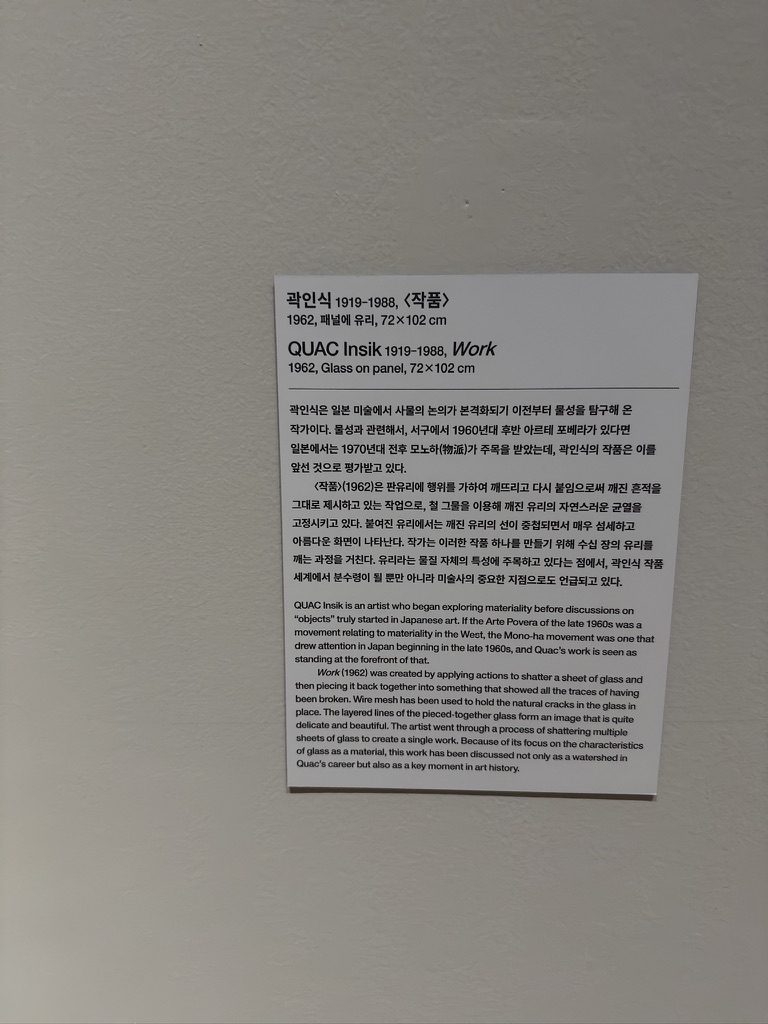 곽인식 1919–1988, 〈작품〉
1962, 패널에 유리, 72×102 cm
QUAC Insik 1919–1988, Work
1962, Glass on panel, 72×102 cm
곽인식은 일본 미술에서 사물의 논의가 본격화되기 이전부터 물성을 탐구해 온
작가이다. 물성과 관련해서, 서구에서 1960년대 후반 아르테 포베라가 있다면
일본에서는 1970년대 전후 모노하(物派)가 주목을 받았는데, 곽인식의 작품은 이를
앞선 것으로 평가받고 있다.
〈작품〉(1962)은 판유리에 행위를 가하여 깨뜨리고 다시 붙임으로써 깨진 흔적을
그대로 제시하고 있는 작업으로, 철 그물을 이용해 깨진 유리의 자연스러운 균열을
고정시키고 있다. 붙여진 유리에서는 깨진 유리의 선이 중첩되면서 매우 섬세하고
아름다운 화면이 나타난다. 작가는 이러한 작품 하나를 만들기 위해 수십 장의 유리를
깨는 과정을 거친다. 유리라는 물질 자체의 특성에 주목하고 있다는 점에서, 곽인식 작품
세계에서 분수령이 될 뿐만 아니라 미술사의 중요한 지점으로도 언급되고 있다.
QUAC Insik is an artist who began exploring materiality before discussions on
“objects” truly started in Japanese art. If the Arte Povera of the late 1960s was a
movement relating to materiality in the West, the Mono-ha movement was one that
drew attention in Japan beginning in the late 1960s, and Quac’s work is seen as
standing at the forefront of that.
Work (1962) was created by applying actions to shatter a sheet of glass and
then piecing it back together into something that showed all the traces of having
been broken. Wire mesh has been used to hold the natural cracks in the glass in
place. The layered lines of the pieced-together glass form an image that is quite
delicate and beautiful. The artist went through a process of shattering multiple
sheets of glass to create a single work. Because of its focus on the characteristics
of glass as a material, this work has been discussed not only as a watershed in
Quac’s career but also as a key moment in art history.